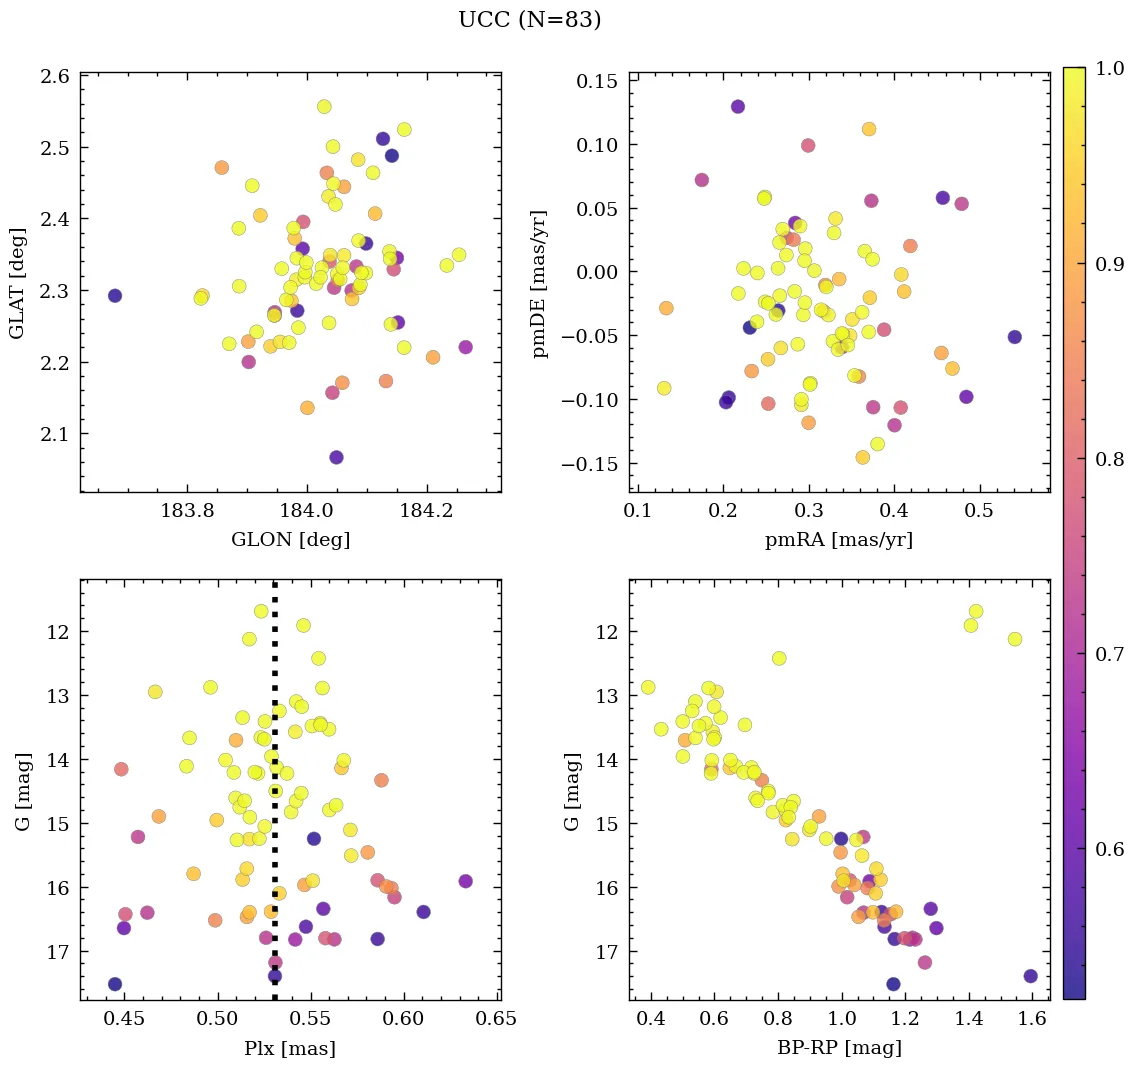 UCC (N=83)
2.6
2.5
2.4
2.3
2.2
2.1
GLAT [deg]
183.8 184.0 184.2
GLON [deg]
0.15
0.10
0.05
0.00
−0.05
−0.10
−0.15
pmDE [mas/yr]
0.1 0.2 0.3 0.4 0.5
pmRA [mas/yr]
12
13
14
15
16
17
G [mag]
0.45 0.50 0.55 0.60 0.65
Plx [mas]
12
13
14
15
16
17
G [mag]
0.4 0.6 0.8 1.0 1.2 1.4 1.6
BP-RP [mag]
1.0
0.9
0.8
0.7
0.6